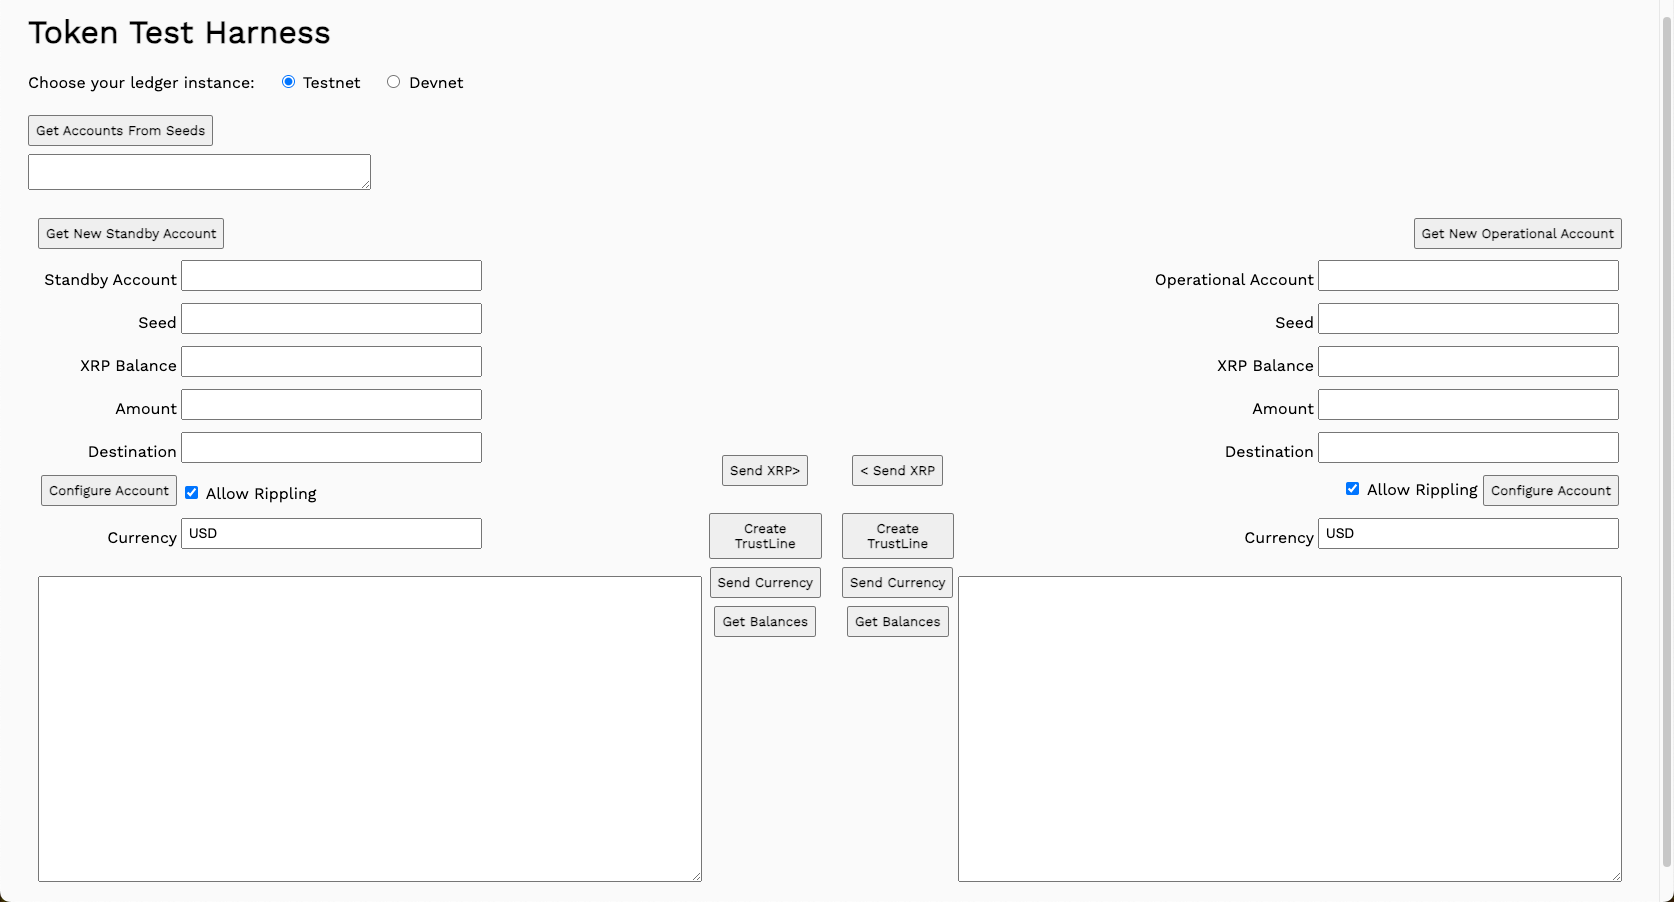 Token Test Harness
Choose your ledger instance: Testnet Devnet
Get Accounts From Seeds
Get New Standby Account
Standby Account
Seed
XRP Balance
Amount
Destination
Configure Account Allow Rippling
Currency USD
Send XRP>
Create
TrustLine
Send Currency
Get Balances
< Send XRP
Create
TrustLine
Send Currency
Get Balances
Get New Operational Account
Operational Account
Seed
XRP Balance
Amount
Destination
Allow Rippling Configure Account
Currency USD